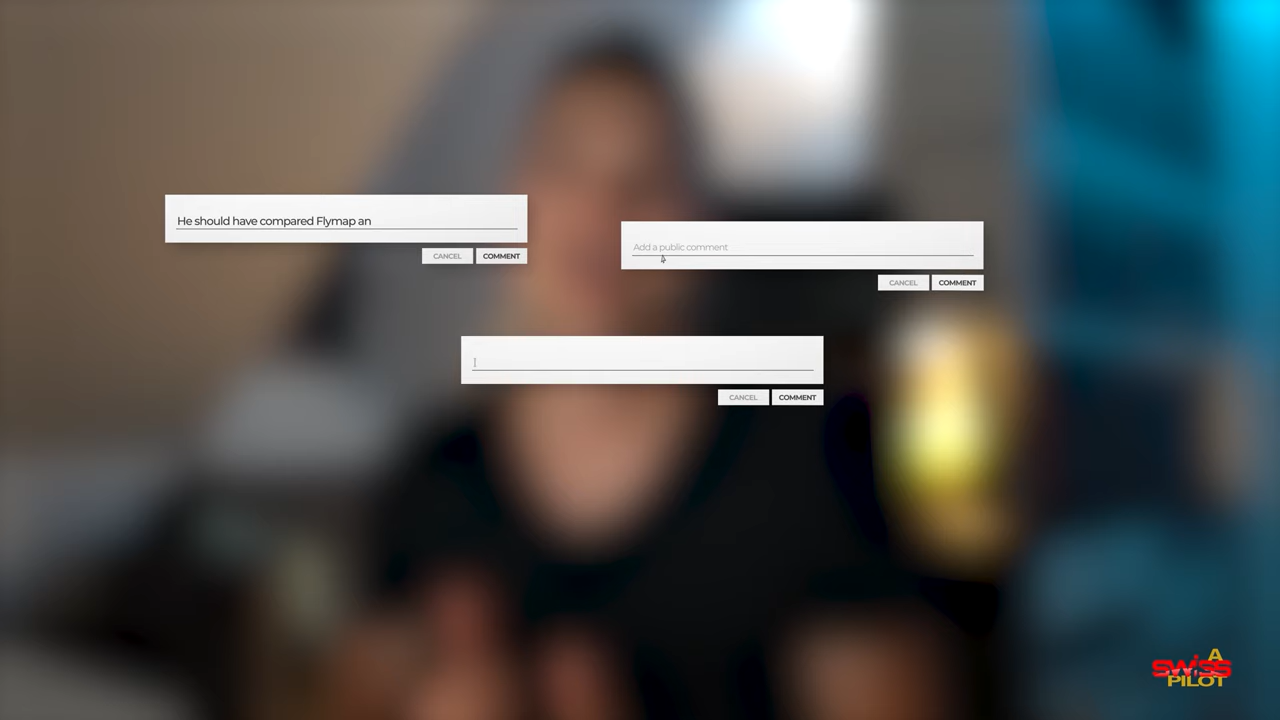 He should have compared Flymap an
CANCEL COMMENT
Add a public comment
CANCEL COMMENT
CANCEL COMMENT
A
SWISS
PILOT